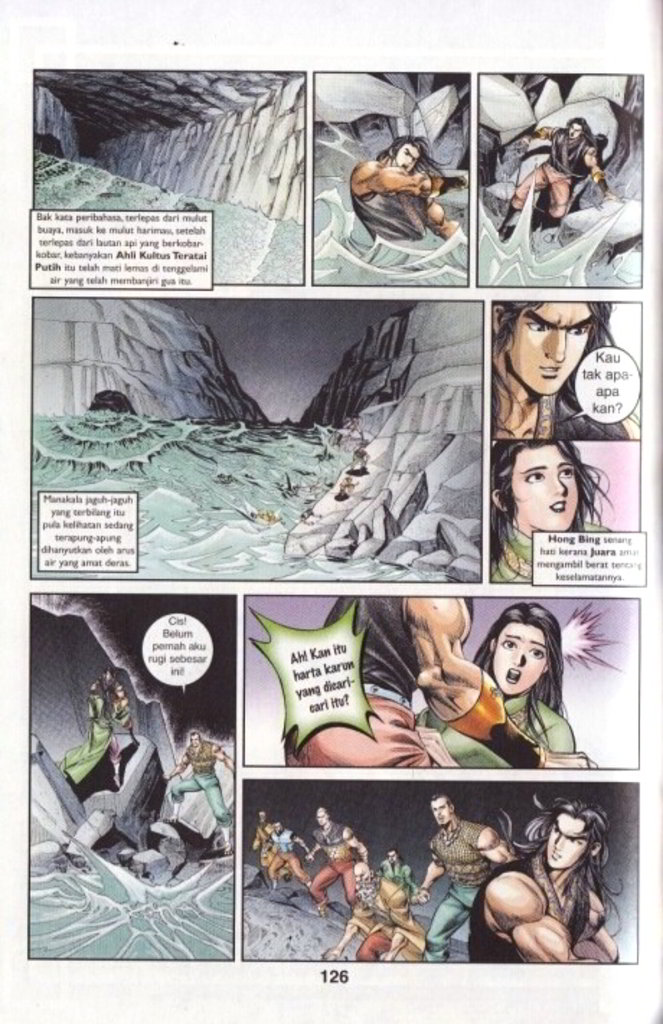 Bak kata peribahasa, terlepas dari mulut
buaya, masuk ke mulut harimau, setelah
terlepas dari lautan api yang berkobar-
kobar, kebanyakan Ahli Kultus Teratai
Putih itu telah mati lemas di tenggelami
air yang telah membanjiri gua itu.
Manakala jaguh-jaguh
yang terbilang itu
pula kelihatan sedang
terapung-apung
dihanyutkan oleh arus
air yang amat deras.
Kau
tak apa-
apa
kan?
Hong Bing senang
hati kerana Juara amat
mengambil berat tentang
keselamatannya.
Cis!
Belum
pernah aku
rugi sebesar
ini!
Ah! Kan itu
harta karun
yang dicari-
cari itu?
126